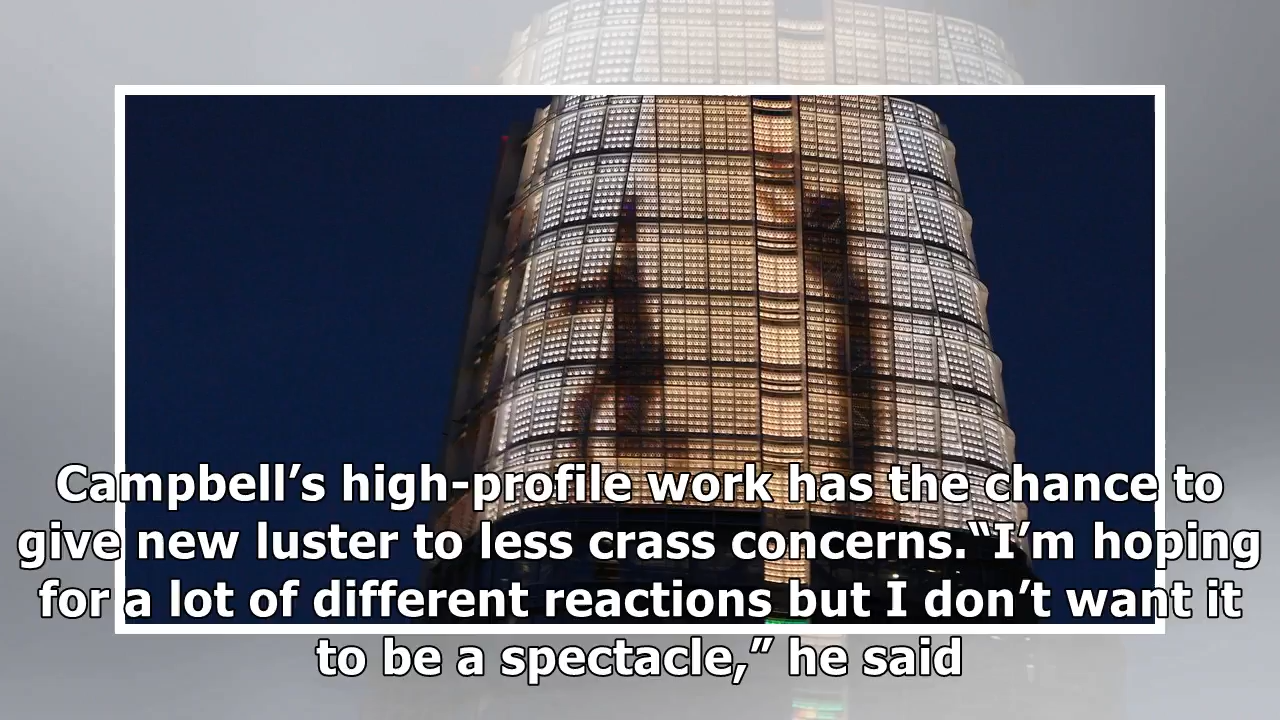 Campbell’s high-profile work has the chance to
give new luster to less crass concerns.“I’m hoping
for a lot of different reactions but I don’t want it
to be a spectacle,” he said